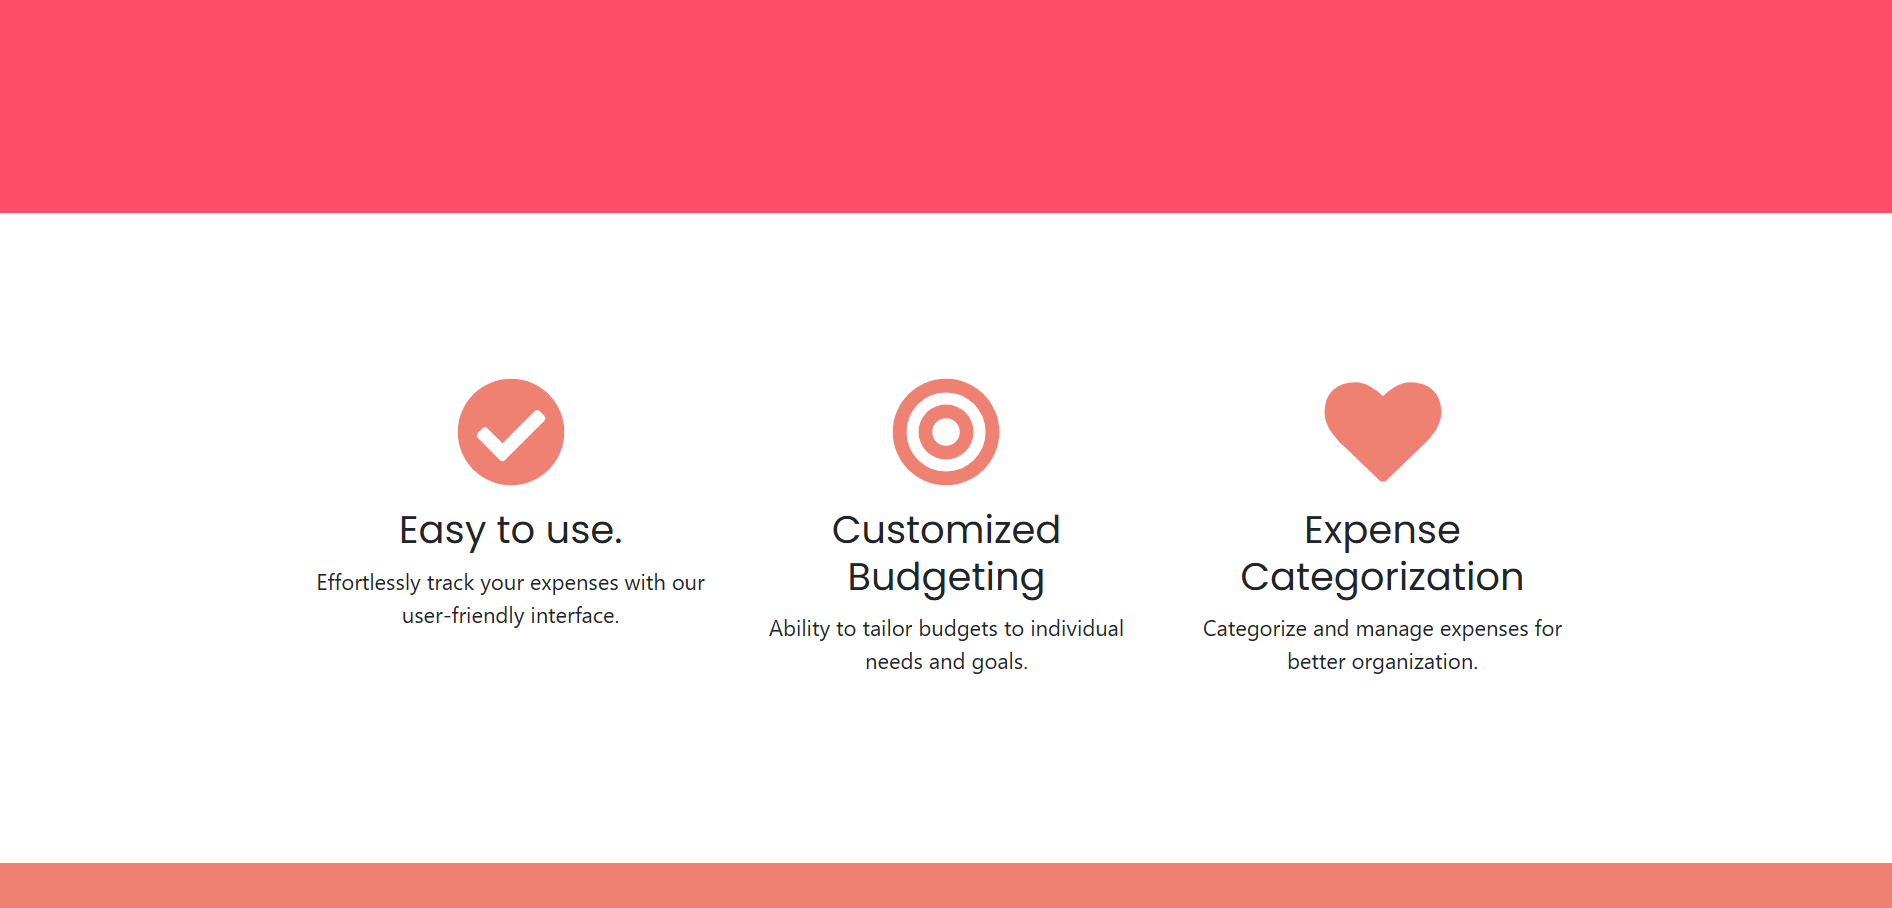 Easy to use.
Effortlessly track your expenses with our
user-friendly interface.
Customized
Budgeting
Ability to tailor budgets to individual
needs and goals.
Expense
Categorization
Categorize and manage expenses for
better organization.